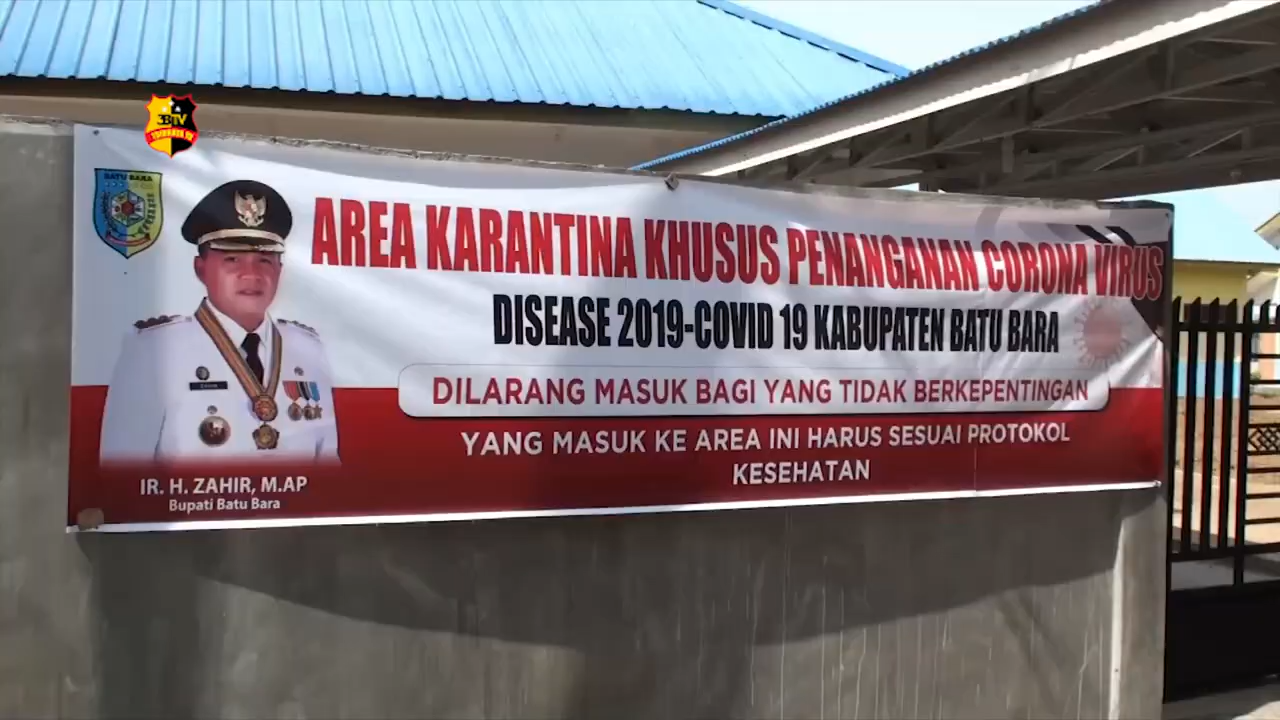 3BTV
BATU BARA
AREA KARANTINA KHUSUS PENANGANAN CORONA VIRUS
DISEASE 2019-COVID 19 KABUPATEN BATU BARA
DILARANG MASUK BAGI YANG TIDAK BERKEPENTINGAN
YANG MASUK KE AREA INI HARUS SESUAI PROTOKOL
KESEHATAN
IR. H. ZAHIR, M.AP
Bupati Batu Bara